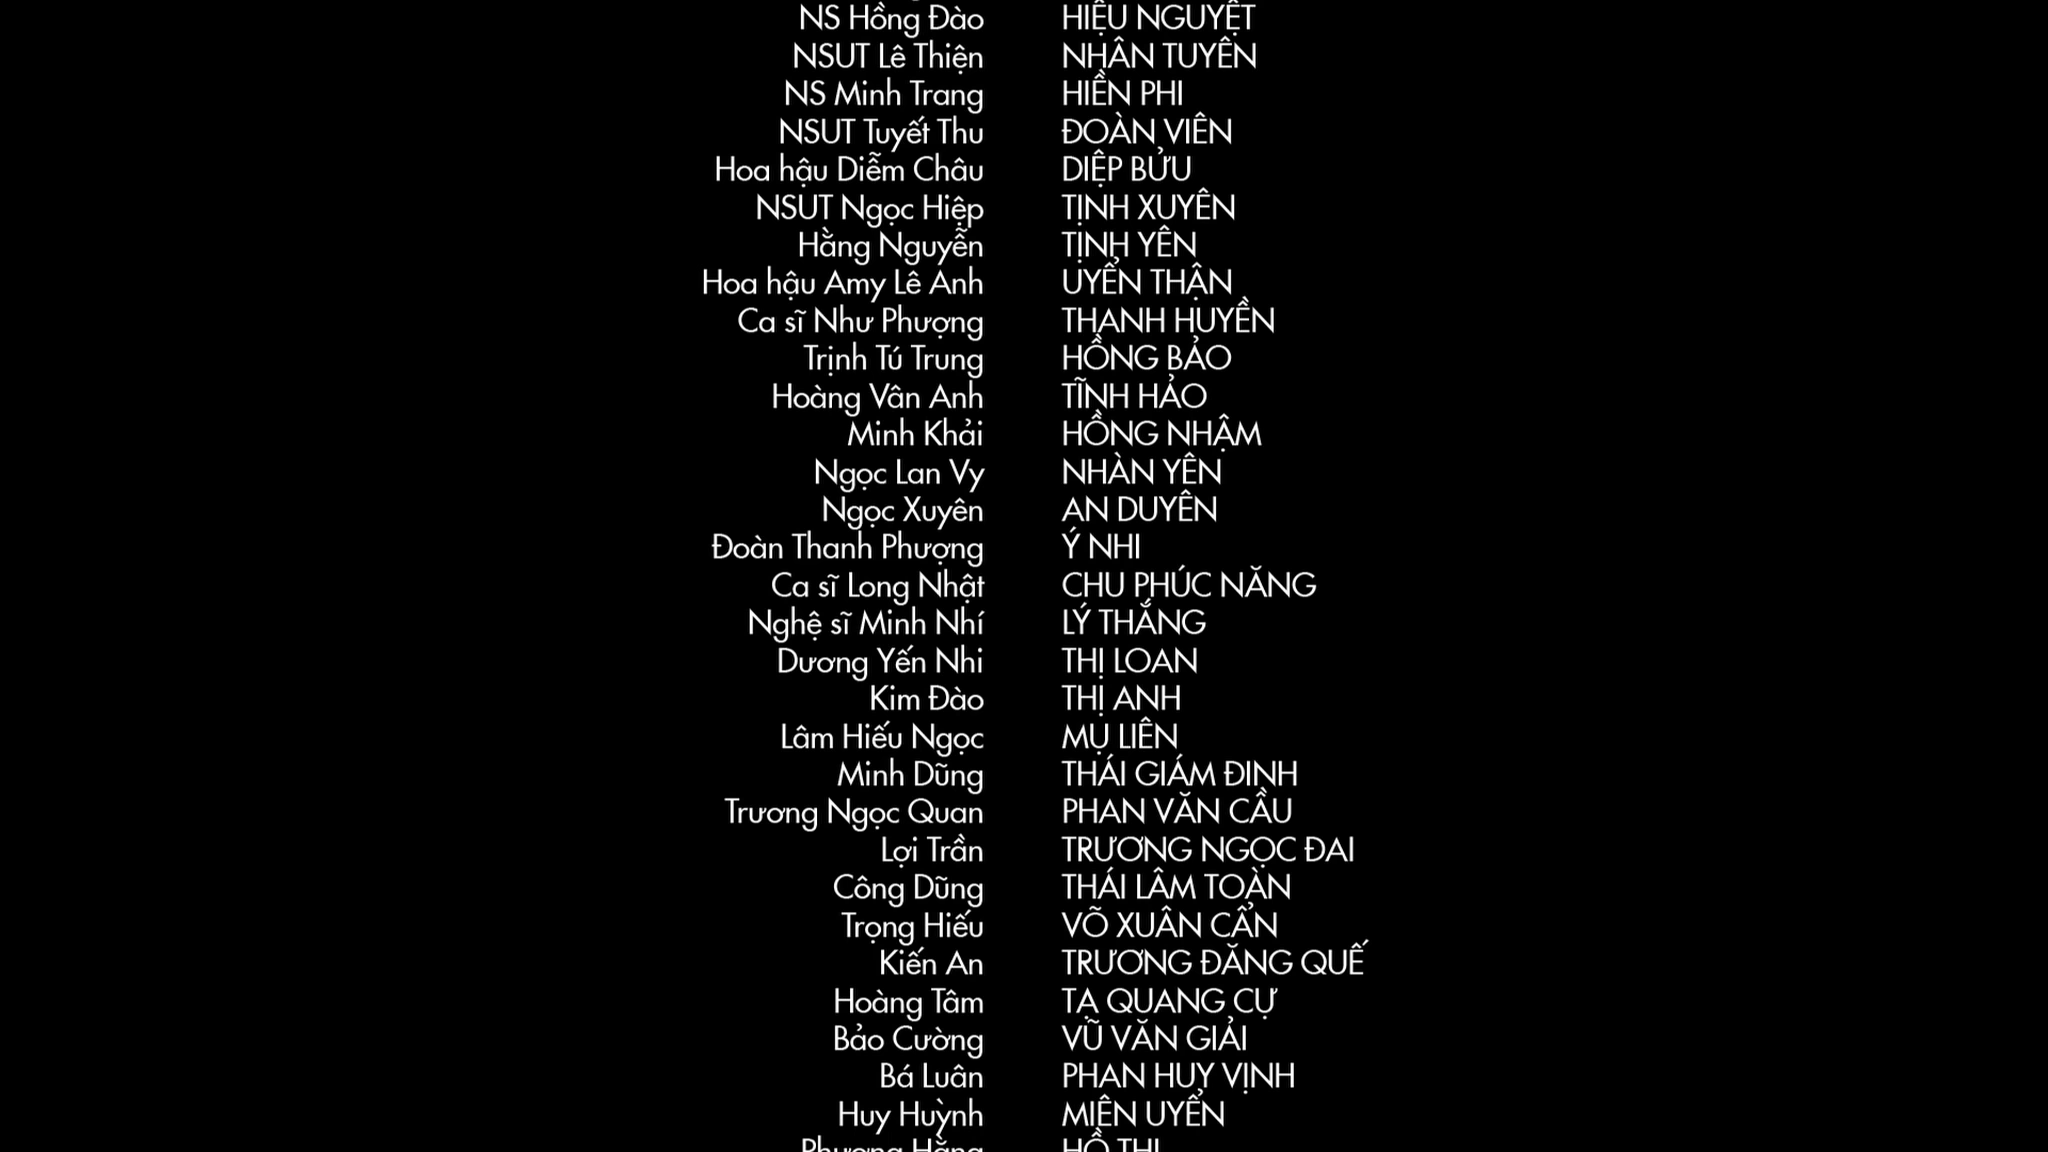 NS Hồng Đào HIỆU NGUYỆT
NSUT Lê Thiện NHÂN TUYÊN
NS Minh Trang HIỀN PHI
NSUT Tuyết Thu ĐOÀN VIÊN
Hoa hậu Diễm Châu DIỆP BỬU
NSUT Ngọc Hiệp TỊNH XUYÊN
Hằng Nguyễn TỊNH YÊN
Hoa hậu Amy Lê Anh UYỂN THẬN
Ca sĩ Như Phượng THANH HUYỀN
Trịnh Tú Trung HỒNG BẢO
Hoàng Vân Anh TĨNH HẢO
Minh Khải HỒNG NHẬM
Ngọc Lan Vy NHÀN YÊN
Ngọc Xuyên AN DUYÊN
Đoàn Thanh Phượng Ý NHI
Ca sĩ Long Nhật CHU PHÚC NĂNG
Nghệ sĩ Minh Nhí LÝ THẮNG
Dương Yến Nhi THỊ LOAN
Kim Đào THỊ ANH
Lâm Hiếu Ngọc MỤ LIÊN
Minh Dũng THÁI GIÁM ĐINH
Trương Ngọc Quan PHAN VĂN CẦU
Lợi Trần TRƯƠNG NGỌC ĐAI
Công Dũng THÁI LÂM TOÀN
Trọng Hiếu VÕ XUÂN CẨN
Kiến An TRƯƠNG ĐĂNG QUẾ
Hoàng Tâm TẠ QUANG CỰ
Bảo Cường VŨ VĂN GIẢI
Bá Luân PHAN HUY VỊNH
Huy Huỳnh MIÊN UYỂN
Hằng HỒ THỊ